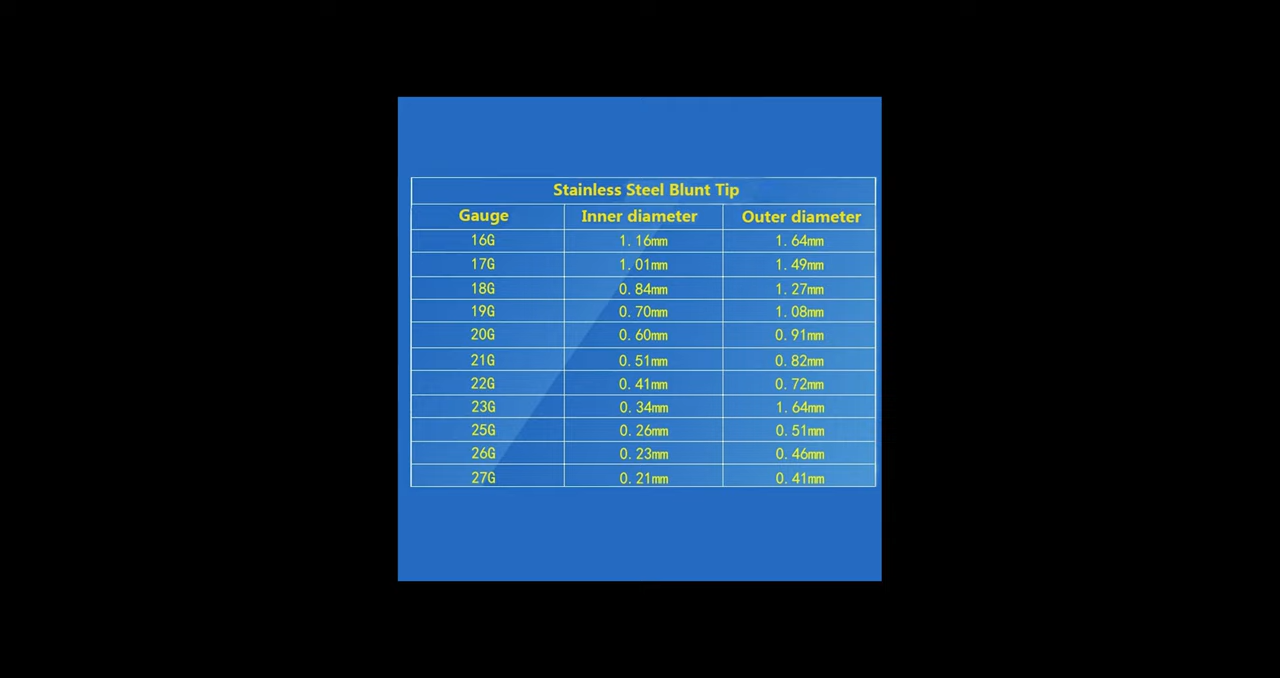 Stainless Steel Blunt Tip
Gauge Inner diameter Outer diameter
16G 1.16mm 1.64mm
17G 1.01mm 1.49mm
18G 0.84mm 1.27mm
19G 0.70mm 1.08mm
20G 0.60mm 0.91mm
21G 0.51mm 0.82mm
22G 0.41mm 0.72mm
23G 0.34mm 1.64mm
25G 0.26mm 0.51mm
26G 0.23mm 0.46mm
27G 0.21mm 0.41mm